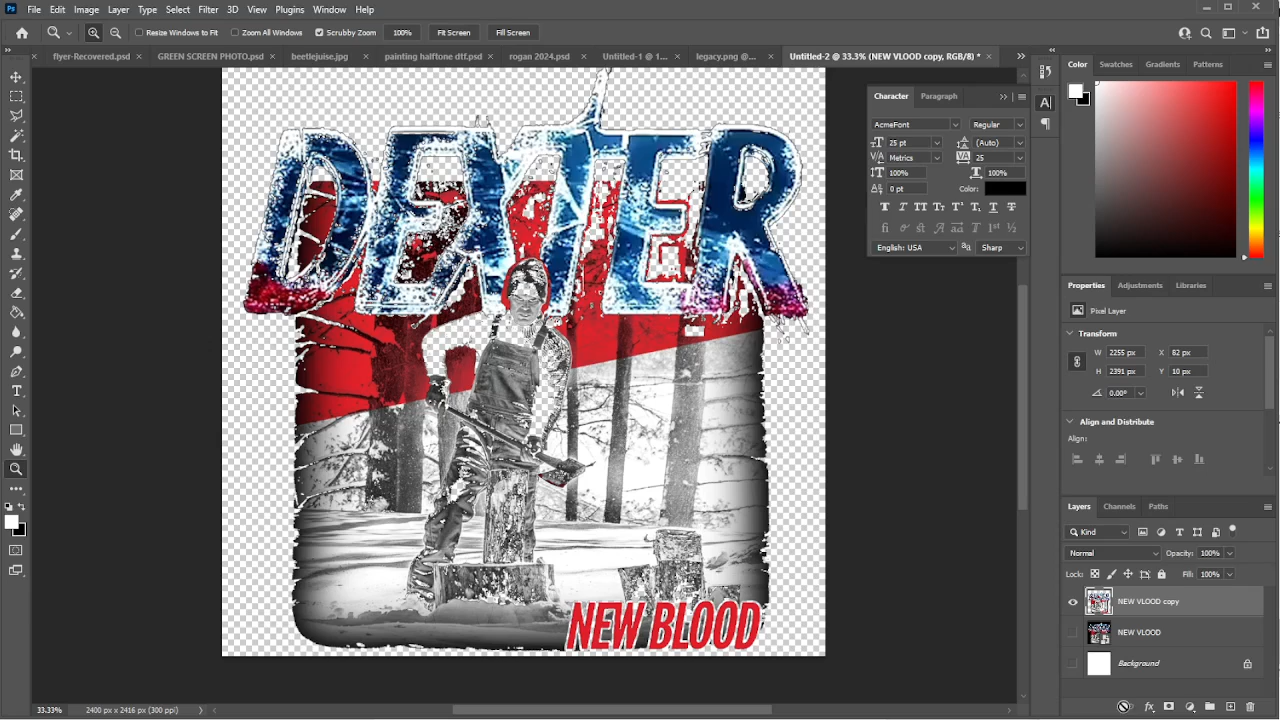 Ps File Edit Image Layer Type Select Filter 3D View Plugins Window Help
Resize Windows to Fit Zoom All Windows Scrubby Zoom 100% Fit Screen Fill Screen
flyer-Recovered.psd × GREEN SCREEN PHOTO.psd × beetlejuise.jpg × painting halftone dtf.psd × rogan 2024.psd × Untitled-1 @ 1... × legacy.png @... × Untitled-2 @ 33.3% (NEW VLOOD copy, RGB/8) * ×
Color Swatches Gradients Patterns
Character Paragraph
AcmeFont Regular
25 pt (Auto)
Metrics 25
100% 100%
0 pt Color:
English: USA Sharp
DEXTER
NEW BLOOD
Properties Adjustments Libraries
Pixel Layer
Transform
W 2255 px X 82 px
H 2391 px Y 10 px
0.00°
Align and Distribute
Align:
Layers Channels Paths
Kind
Normal Opacity: 100%
Lock: Fill: 100%
NEW VLOOD copy
NEW VLOOD
Background
33.33% 2400 px x 2416 px (300 ppi)